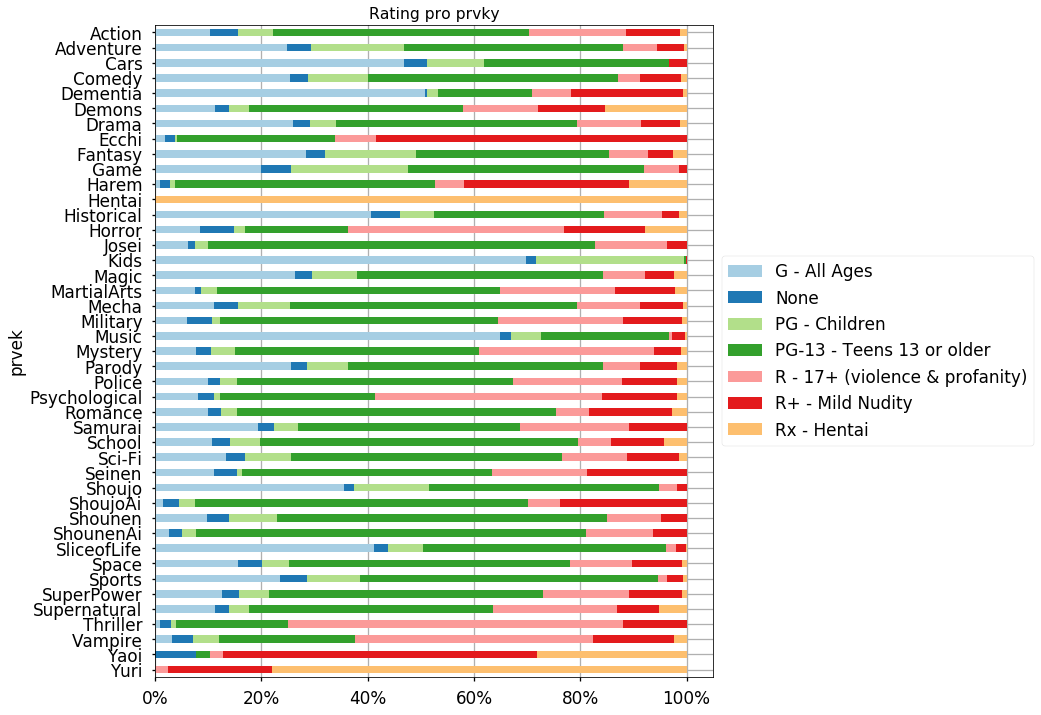 Rating pro prvky
prvek
Action
Adventure
Cars
Comedy
Dementia
Demons
Drama
Ecchi
Fantasy
Game
Harem
Hentai
Historical
Horror
Josei
Kids
Magic
MartialArts
Mecha
Military
Music
Mystery
Parody
Police
Psychological
Romance
Samurai
School
Sci-Fi
Seinen
Shoujo
ShoujoAi
Shounen
ShounenAi
SliceofLife
Space
Sports
SuperPower
Supernatural
Thriller
Vampire
Yaoi
Yuri
0% 20% 40% 60% 80% 100%
G - All Ages
None
PG - Children
PG-13 - Teens 13 or older
R - 17+ (violence & profanity)
R+ - Mild Nudity
Rx - Hentai